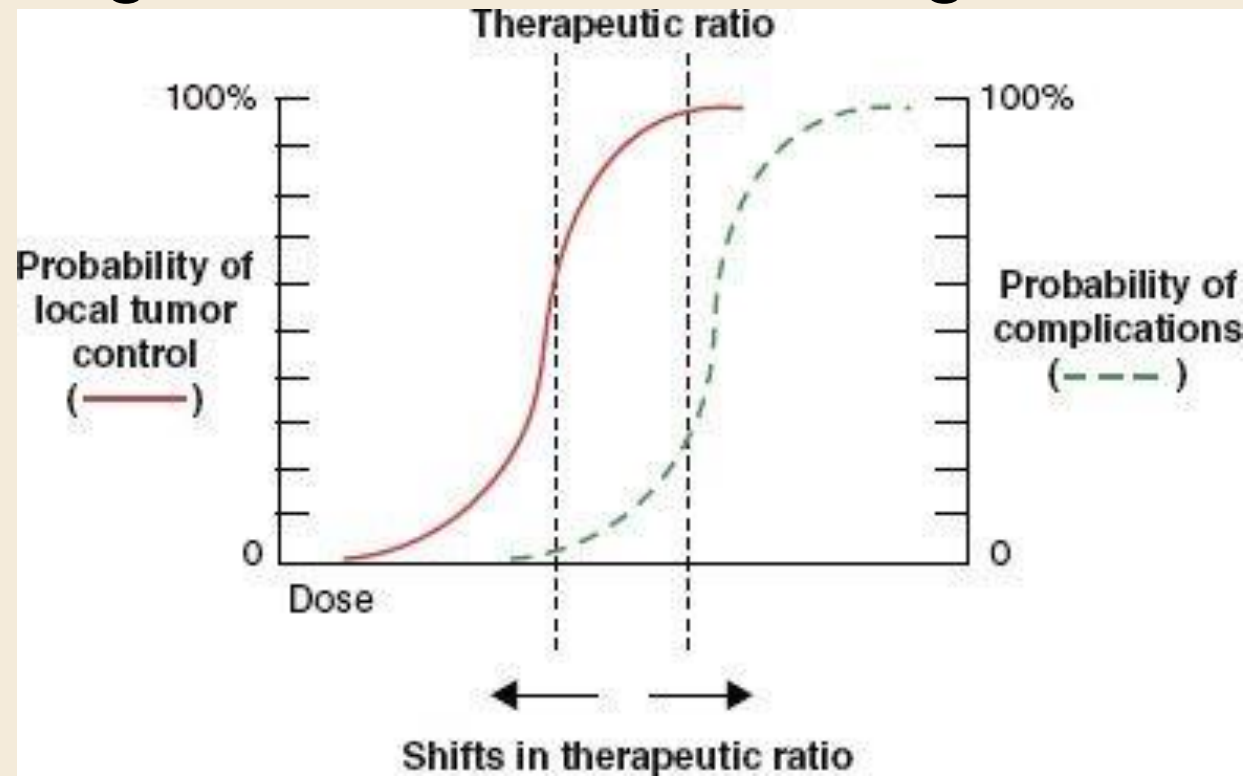 Therapeutic ratio
100%
100%
Probability of
local tumor
control
( )
Probability of
complications
( )
0
0
Dose
Shifts in therapeutic ratio